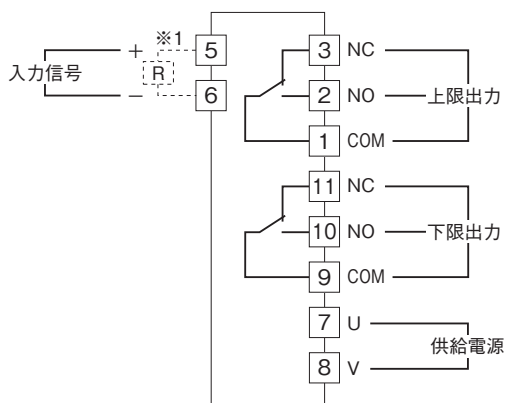 入力信号
+
−
※1
R
5
6
3 NC
2 NO
1 COM
上限出力
11 NC
10 NO
9 COM
下限出力
7 U
8 V
供給電源